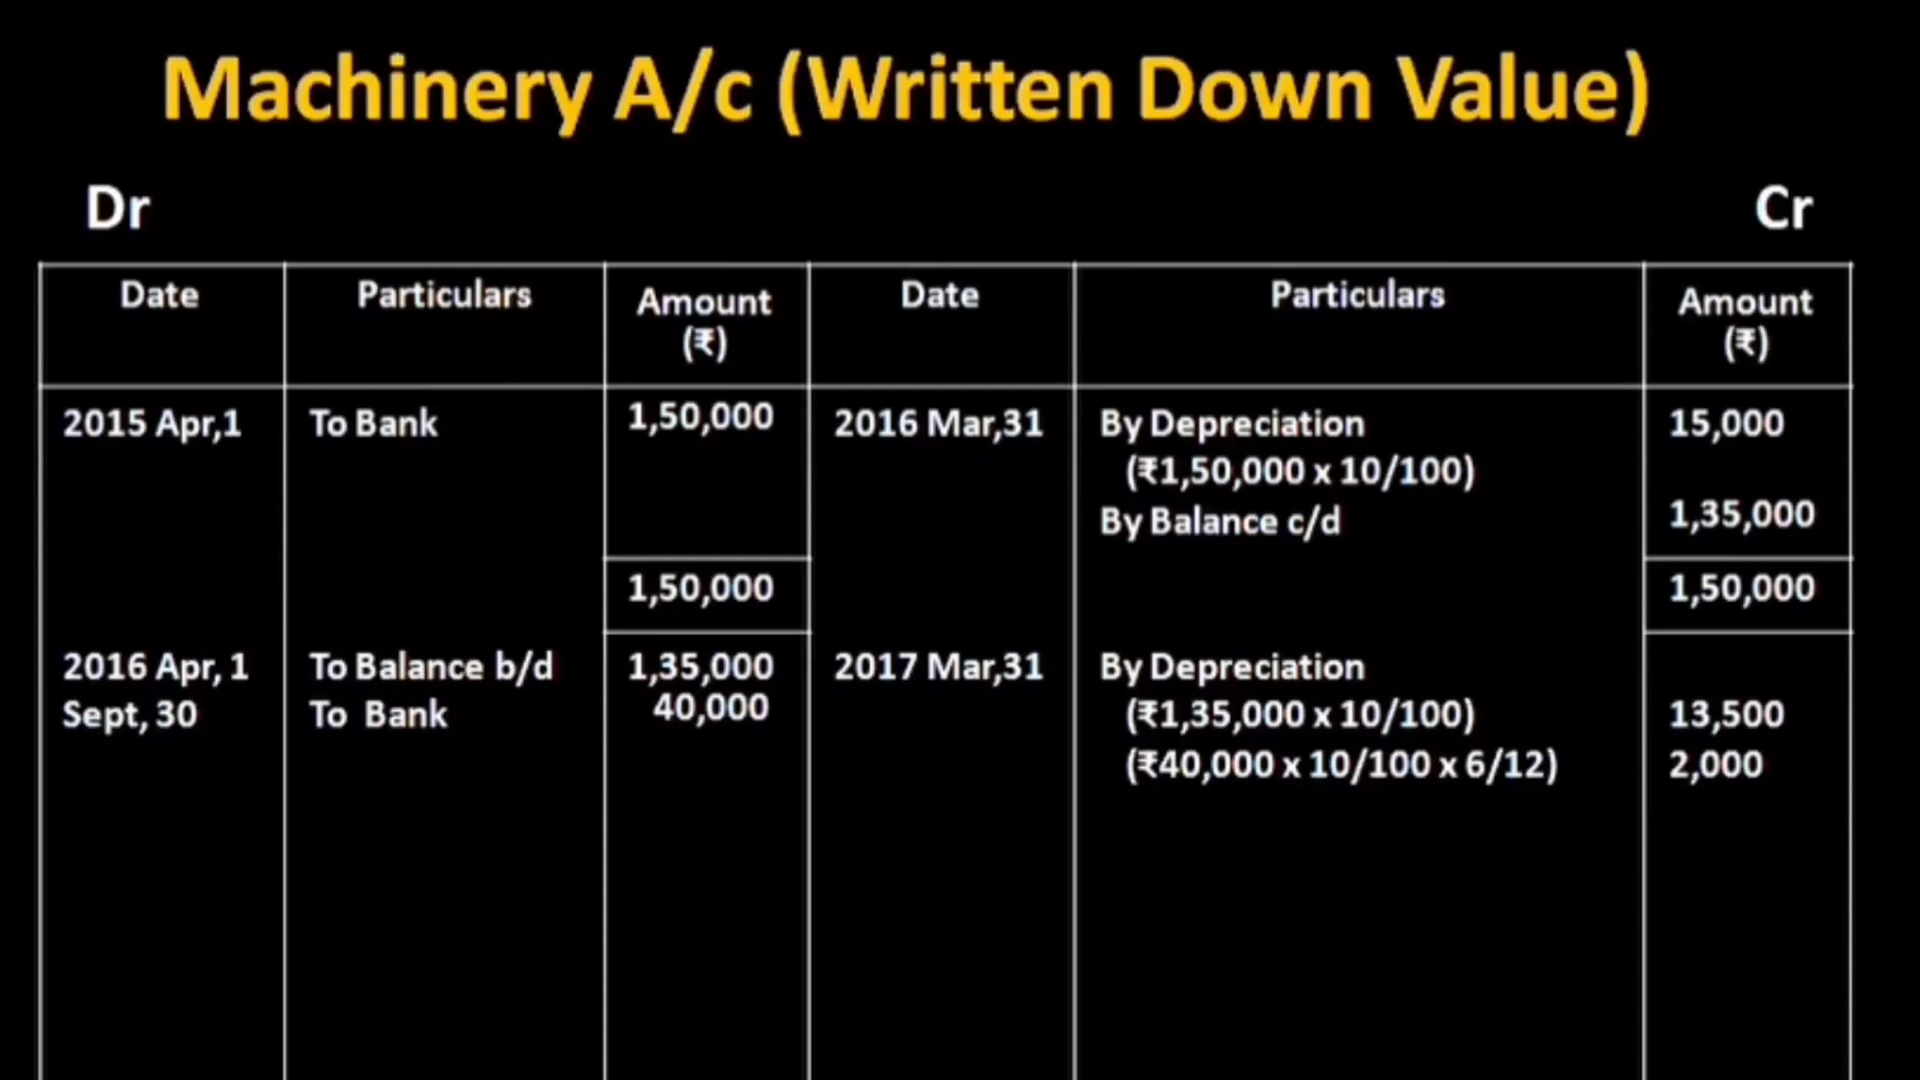 Machinery A/c (Written Down Value)
Dr
Cr
Date Particulars Amount (₹) Date Particulars Amount (₹)
2015 Apr,1 To Bank 1,50,000 2016 Mar,31 By Depreciation 15,000
(₹1,50,000 x 10/100)
By Balance c/d 1,35,000
1,50,000 1,50,000
2016 Apr, 1 To Balance b/d 1,35,000 2017 Mar,31 By Depreciation
Sept, 30 To Bank 40,000 (₹1,35,000 x 10/100) 13,500
(₹40,000 x 10/100 x 6/12) 2,000